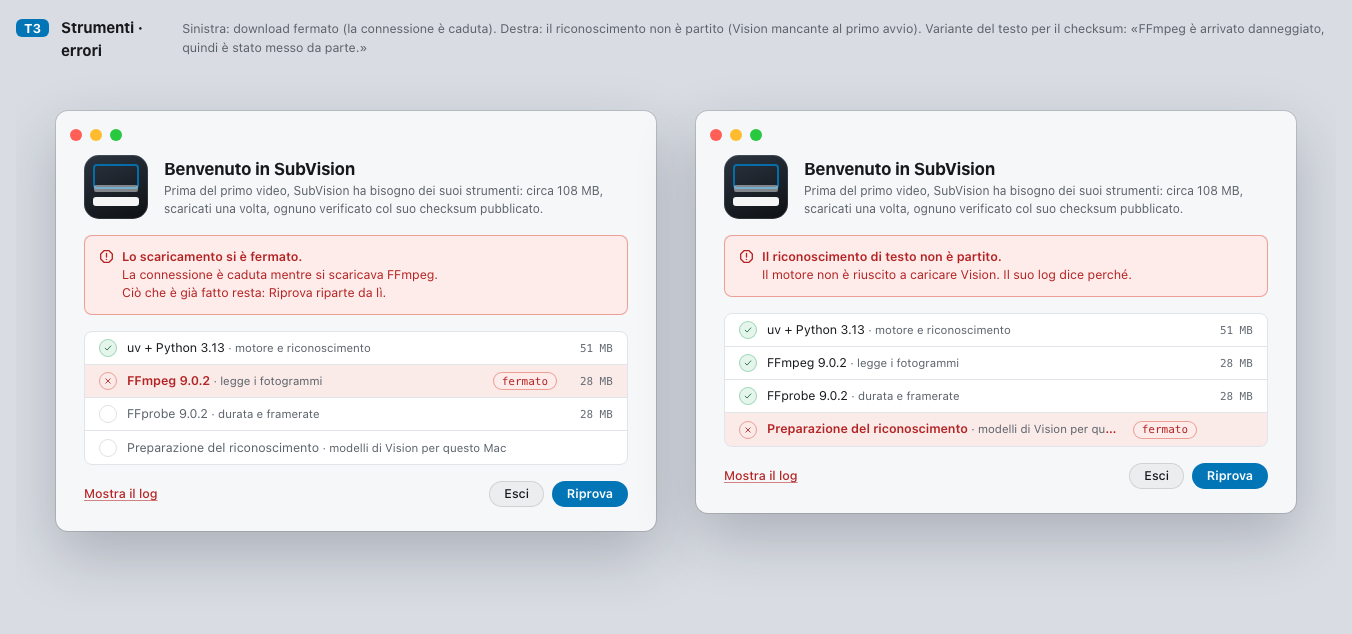 T3
Strumenti ·
errori
Sinistra: download fermato (la connessione è caduta). Destra: il riconoscimento non è partito (Vision mancante al primo avvio). Variante del testo per il checksum: «FFmpeg è arrivato danneggiato,
quindi è stato messo da parte.»
Benvenuto in SubVision
Prima del primo video, SubVision ha bisogno dei suoi strumenti: circa 108 MB,
scaricati una volta, ognuno verificato col suo checksum pubblicato.
Lo scaricamento si è fermato.
La connessione è caduta mentre si scaricava FFmpeg.
Ciò che è già fatto resta: Riprova riparte da lì.
uv + Python 3.13 · motore e riconoscimento 51 MB
FFmpeg 9.0.2 · legge i fotogrammi fermato 28 MB
FFprobe 9.0.2 · durata e framerate 28 MB
Preparazione del riconoscimento · modelli di Vision per questo Mac
Mostra il log Esci Riprova
Benvenuto in SubVision
Prima del primo video, SubVision ha bisogno dei suoi strumenti: circa 108 MB,
scaricati una volta, ognuno verificato col suo checksum pubblicato.
Il riconoscimento di testo non è partito.
Il motore non è riuscito a caricare Vision. Il suo log dice perché.
uv + Python 3.13 · motore e riconoscimento 51 MB
FFmpeg 9.0.2 · legge i fotogrammi 28 MB
FFprobe 9.0.2 · durata e framerate 28 MB
Preparazione del riconoscimento · modelli di Vision per qu... fermato
Mostra il log Esci Riprova